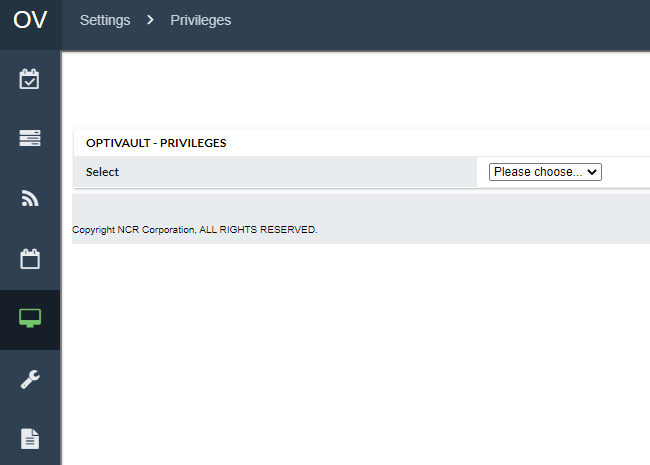 OV Settings Privileges
OPTIVAULT - PRIVILEGES
Select Please choose...
Copyright NCR Corporation, ALL RIGHTS RESERVED.